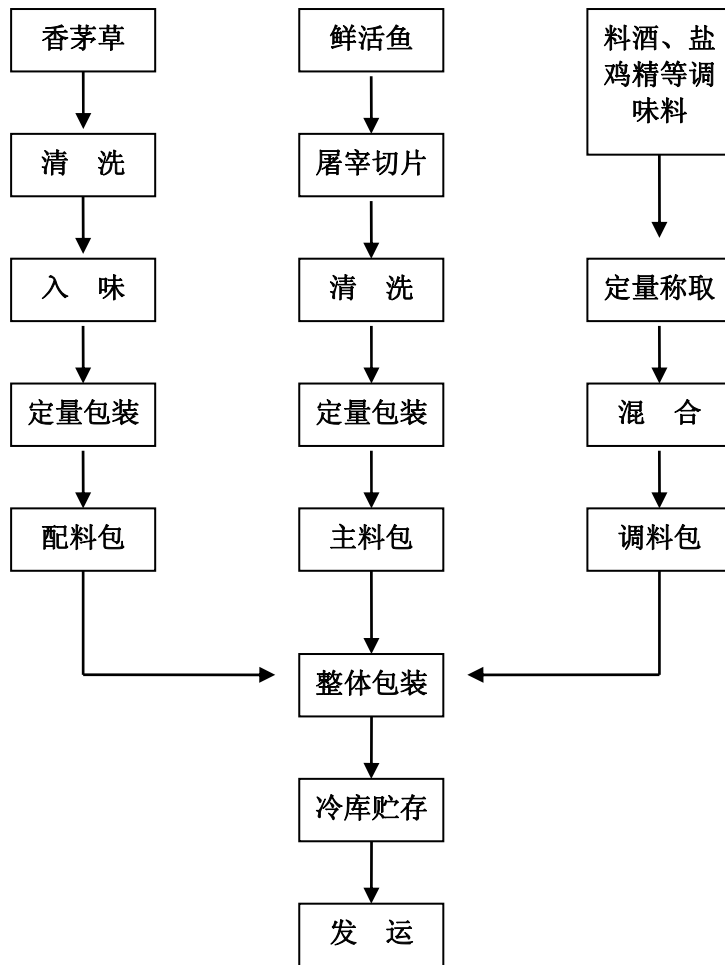 香茅草
清 洗
入 味
定量包装
配料包
鲜活鱼
屠宰切片
清 洗
定量包装
主料包
料酒、盐
鸡精等调
味料
定量称取
混 合
调料包
整体包装
冷库贮存
发 运